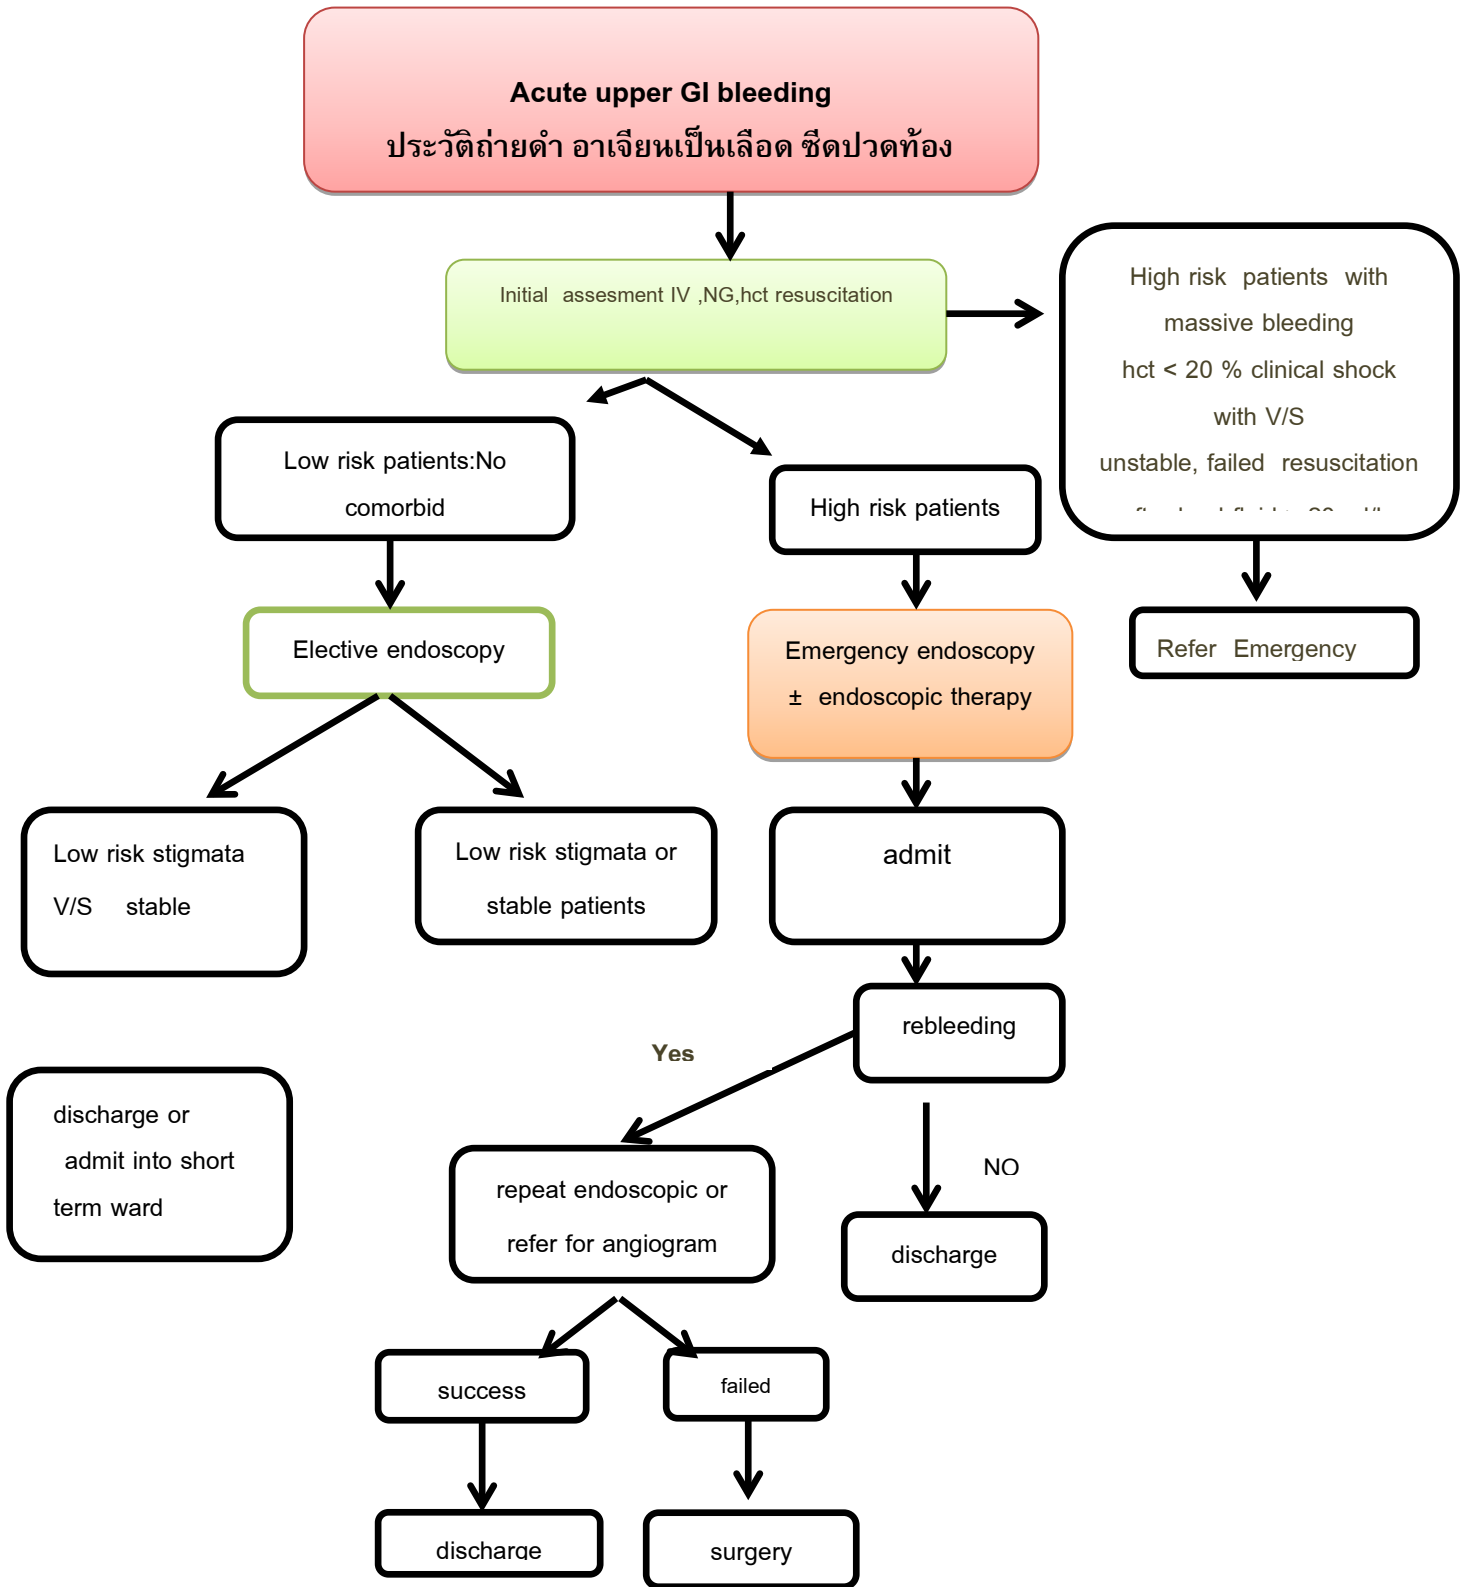 Acute upper GI bleeding
ประวัติถ่ายดำ อาเจียนเป็นเลือด ซีดปวดท้อง
Initial assesment IV ,NG,hct resuscitation
High risk patients with
massive bleeding
hct < 20 % clinical shock
with V/S
unstable, failed resuscitation
Low risk patients:No
comorbid
High risk patients
Elective endoscopy
Emergency endoscopy
± endoscopic therapy
Refer Emergency
Low risk stigmata
V/S stable
Low risk stigmata or
stable patients
admit
rebleeding
Yes
discharge or
admit into short
term ward
NO
repeat endoscopic or
refer for angiogram
discharge
success
failed
discharge
surgery